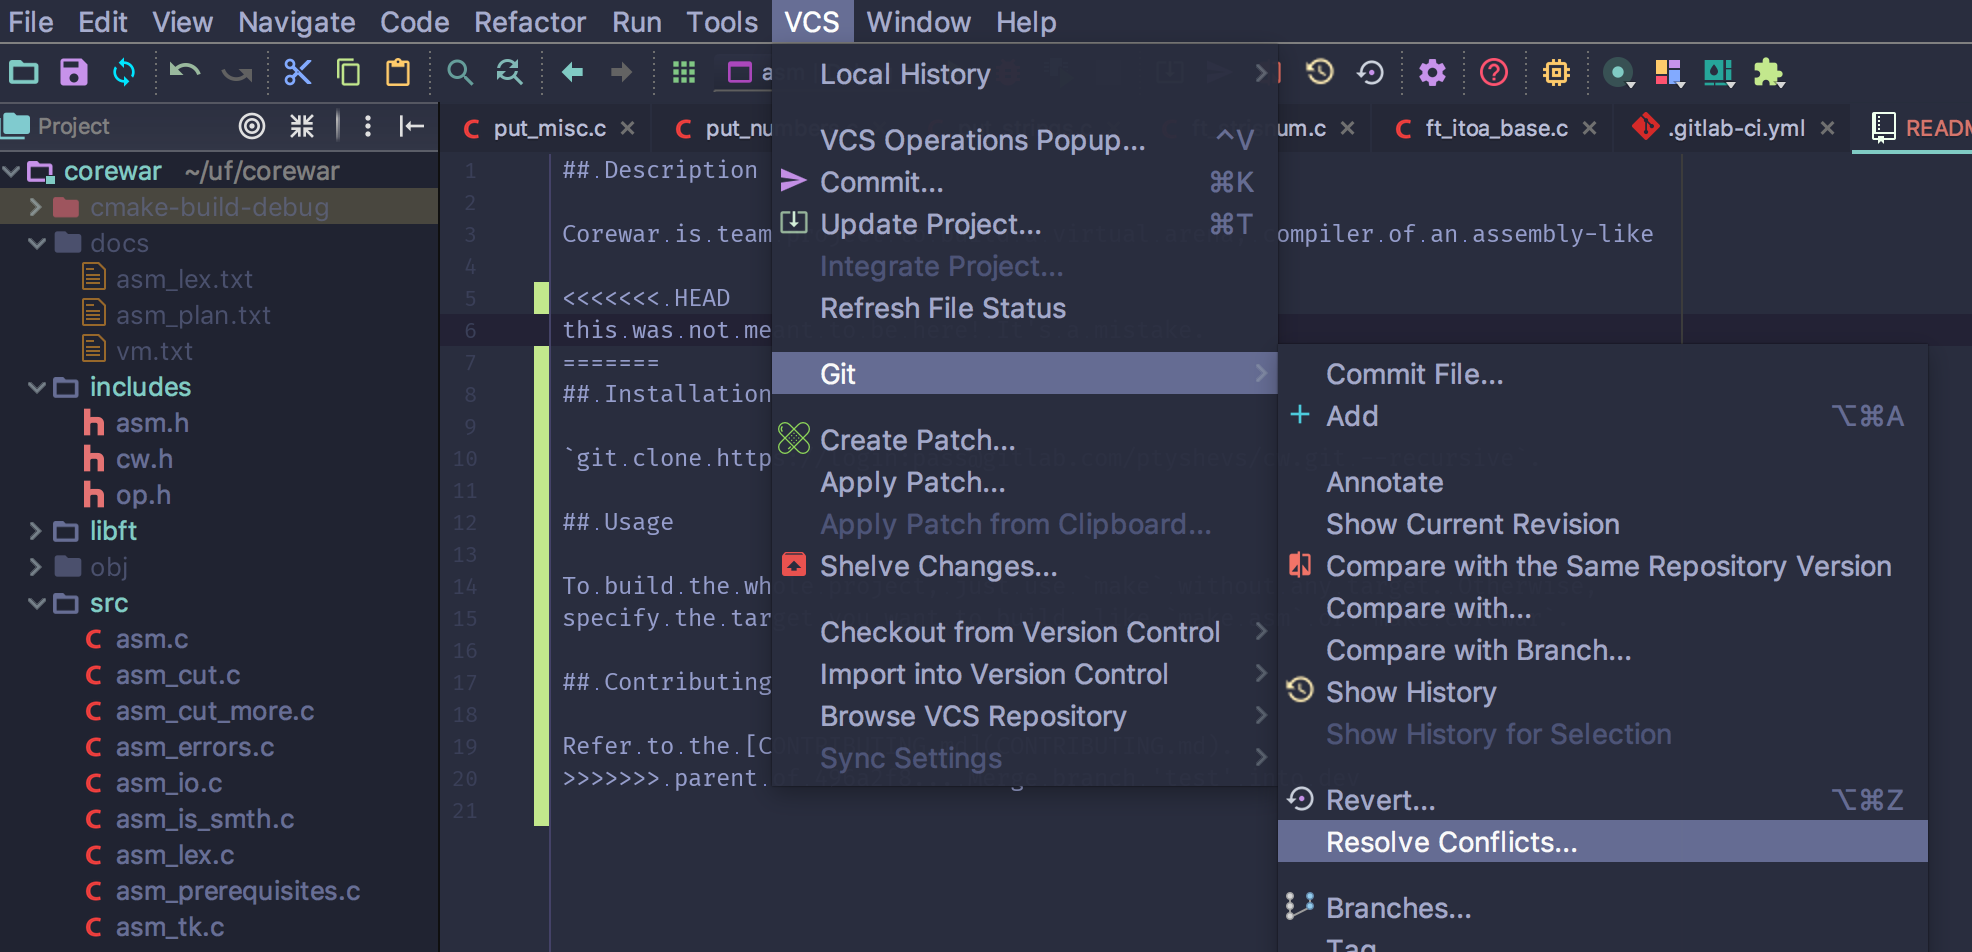 File Edit View Navigate Code Refactor Run Tools VCS Window Help
Project
put_misc.c
ft_itoa_base.c
.gitlab-ci.yml
corewar ~/uf/corewar
cmake-build-debug
docs
asm_lex.txt
asm_plan.txt
vm.txt
includes
asm.h
cw.h
op.h
libft
obj
src
asm.c
asm_cut.c
asm_cut_more.c
asm_errors.c
asm_io.c
asm_is_smth.c
asm_lex.c
asm_prerequisites.c
asm_tk.c
1 ##.Description
2
3 Corewar.is.team compiler.of.an.assembly-like
4
5 <<<<<<<.HEAD
6 this.was.not.mean
7 =======
8 ##.Installation
9
10 `git.clone.http
11
12 ##.Usage
13
14 To.build.the.wh
15 specify.the.targ
16
17 ##.Contributing
18
19 Refer.to.the.[C
20 >>>>>>>.parent.
21
Local History
VCS Operations Popup... ^V
Commit... ⌘K
Update Project... ⌘T
Integrate Project...
Refresh File Status
Git
Create Patch...
Apply Patch...
Apply Patch from Clipboard...
Shelve Changes...
Checkout from Version Control
Import into Version Control
Browse VCS Repository
Sync Settings
Commit File...
Add ⌥⌘A
Annotate
Show Current Revision
Compare with the Same Repository Version
Compare with...
Compare with Branch...
Show History
Show History for Selection
Revert... ⌥⌘Z
Resolve Conflicts...
Branches...
Tag